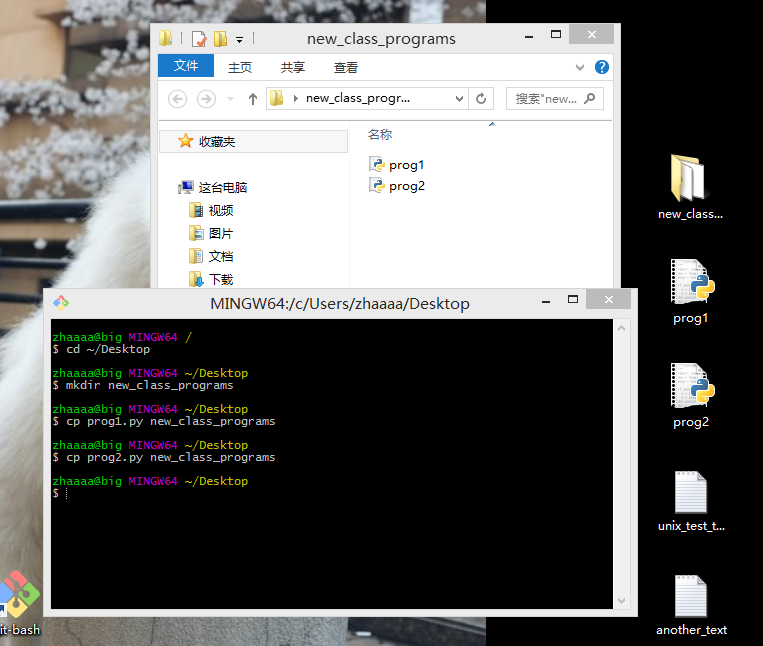 new_class_programs
文件 主页 共享 查看
new_class_progr... 搜索"new...
收藏夹
这台电脑
视频
图片
文档
下载
名称
prog1
prog2
MINGW64:/c/Users/zhaaaa/Desktop
zhaaaa@big MINGW64 /
$ cd ~/Desktop
zhaaaa@big MINGW64 ~/Desktop
$ mkdir new_class_programs
zhaaaa@big MINGW64 ~/Desktop
$ cp prog1.py new_class_programs
zhaaaa@big MINGW64 ~/Desktop
$ cp prog2.py new_class_programs
zhaaaa@big MINGW64 ~/Desktop
$
new_class...
prog1
prog2
unix_test_t...
another_text
it-bash